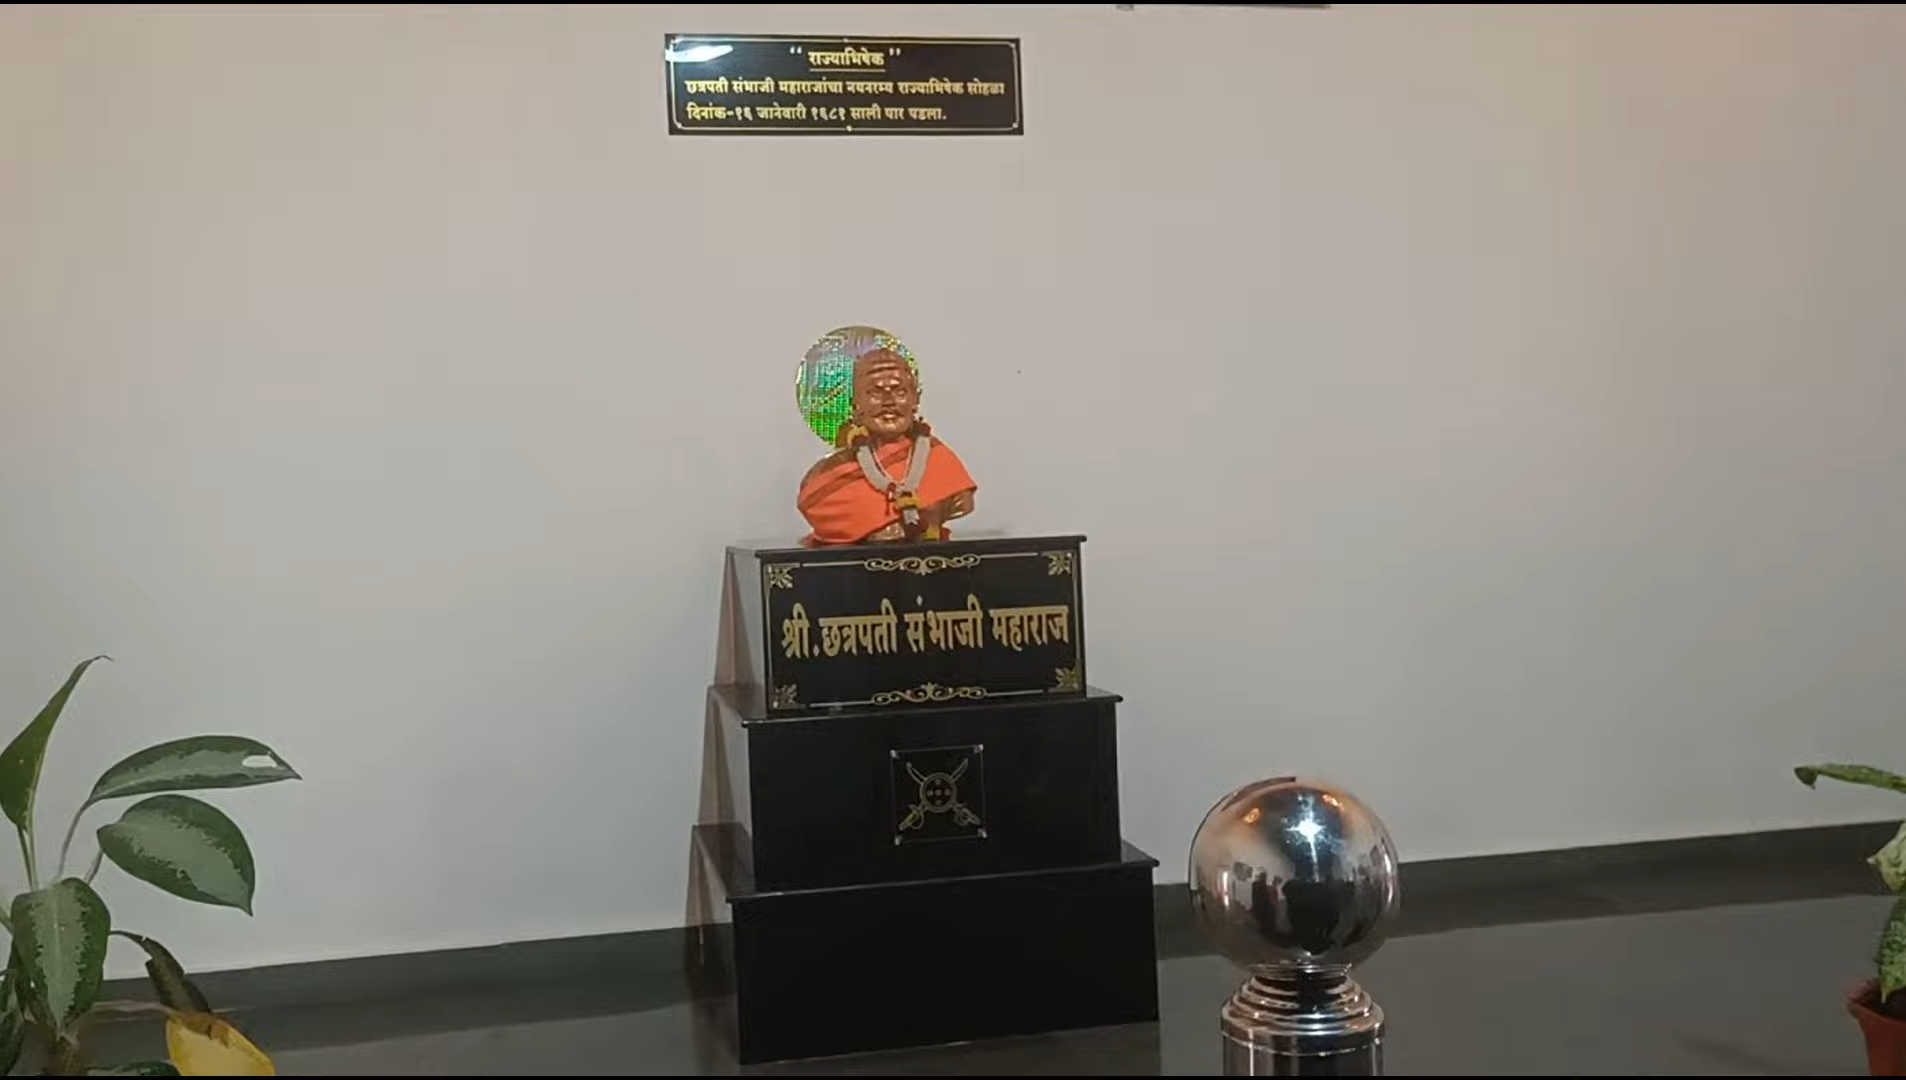 “ राज्याभिषेक ”
छत्रपती संभाजी महाराजांचा नयनरम्य राज्याभिषेक सोहळा
दिनांक-१६ जानेवारी १६८१ साली पार पडला.
श्री.छत्रपती संभाजी महाराज